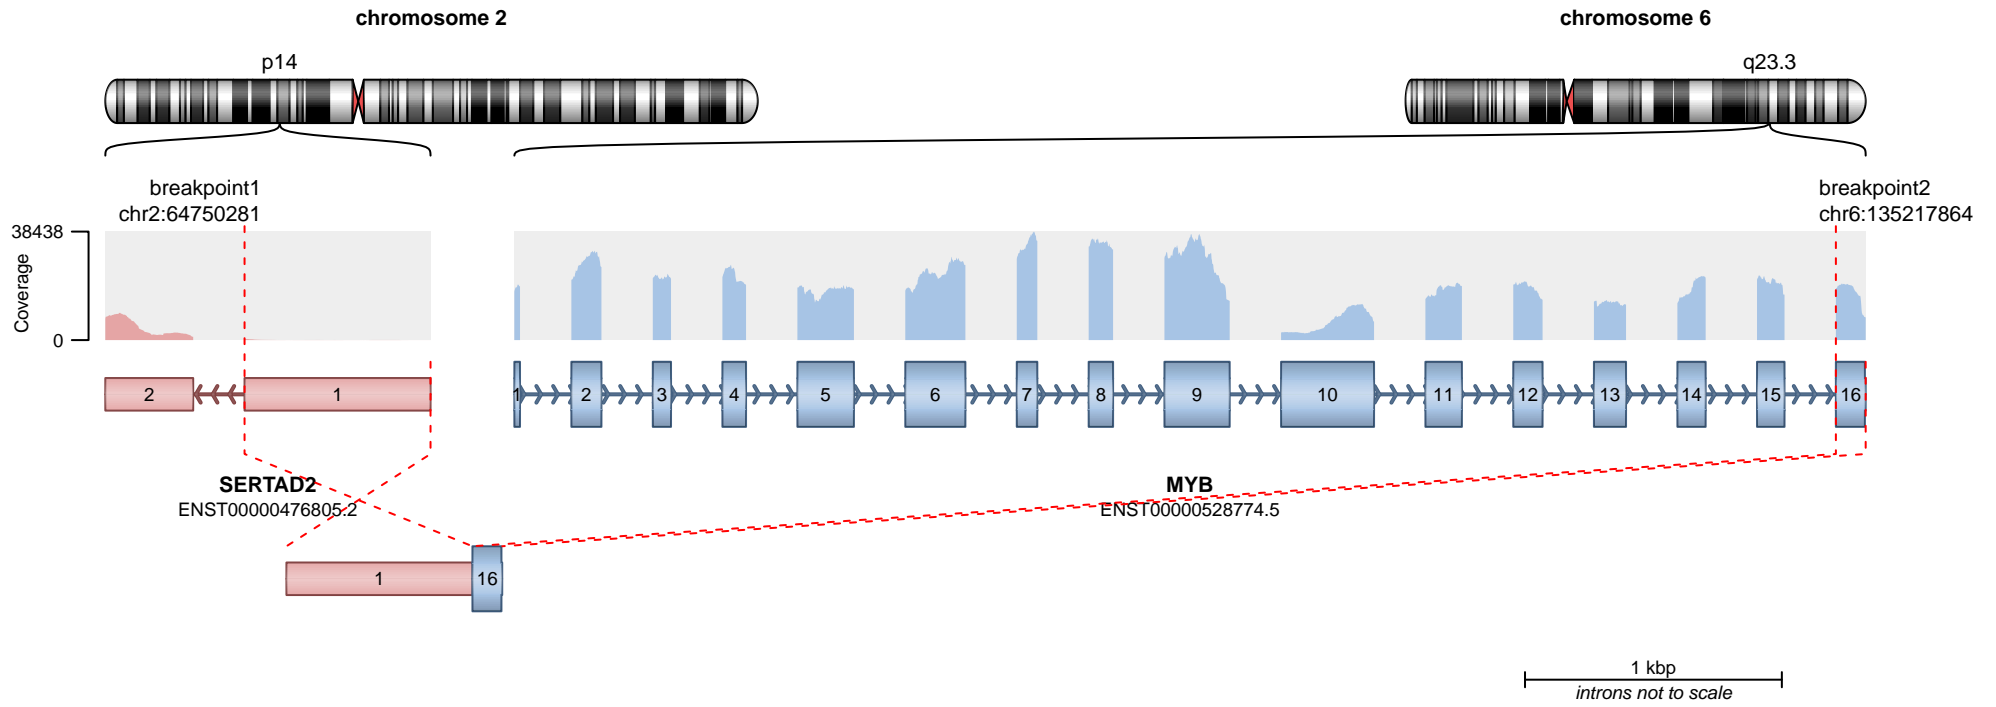 chromosome 2
chromosome 6
p14
q23.3
breakpoint1
chr2:64750281
breakpoint2
chr6:135217864
38438
Coverage
0
2 1
1 2 3 4 5 6 7 8 9 10 11 12 13 14 15 16
SERTAD2
ENST00000476805.2
MYB
ENST00000528774.5
1 16
1 kbp
introns not to scale